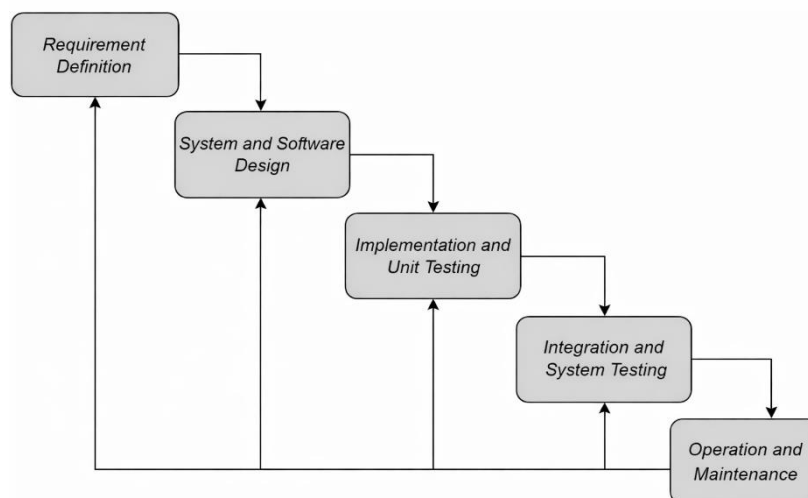 Requirement
Definition
System and Software
Design
Implementation and
Unit Testing
Integration and
System Testing
Operation and
Maintenance